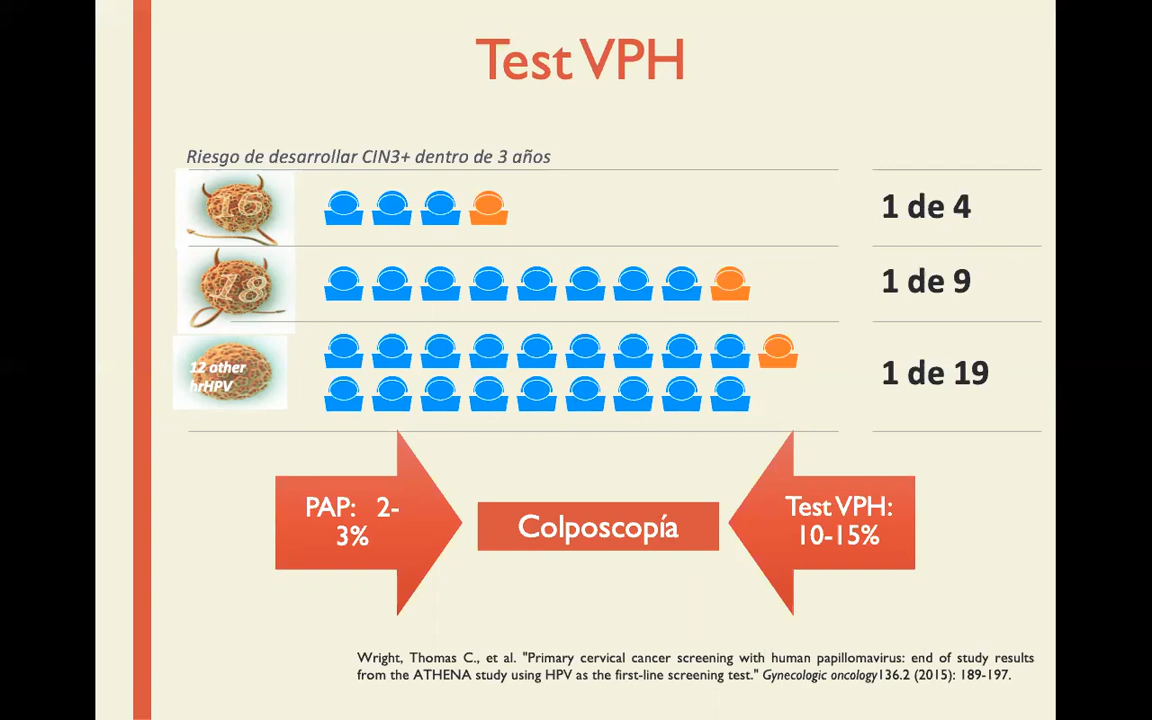 Test VPH
Riesgo de desarrollar CIN3+ dentro de 3 años
16
1 de 4
18
1 de 9
12 other
hrHPV
1 de 19
PAP: 2-
3%
Colposcopía
Test VPH:
10-15%
Wright, Thomas C., et al. "Primary cervical cancer screening with human papillomavirus: end of study results
from the ATHENA study using HPV as the first-line screening test." Gynecologic oncology136.2 (2015): 189-197.